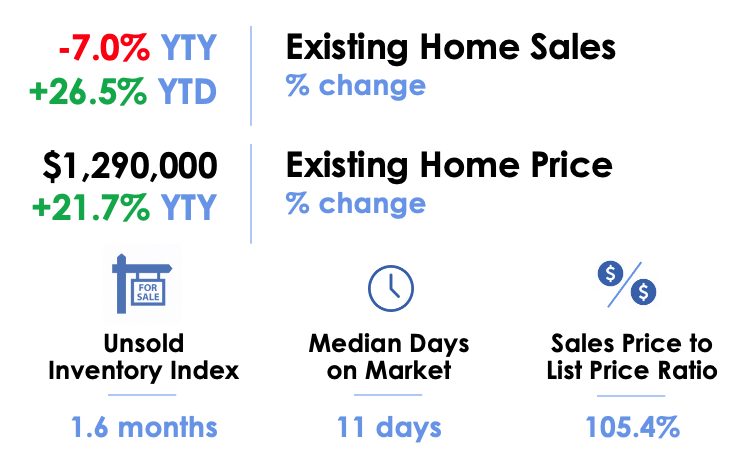 -7.0% YTY
+26.5% YTD
Existing Home Sales
% change
$1,290,000
+21.7% YTY
Existing Home Price
% change
FOR
SALE
Unsold
Inventory Index
1.6 months
Median Days
on Market
11 days
$
$
Sales Price to
List Price Ratio
105.4%